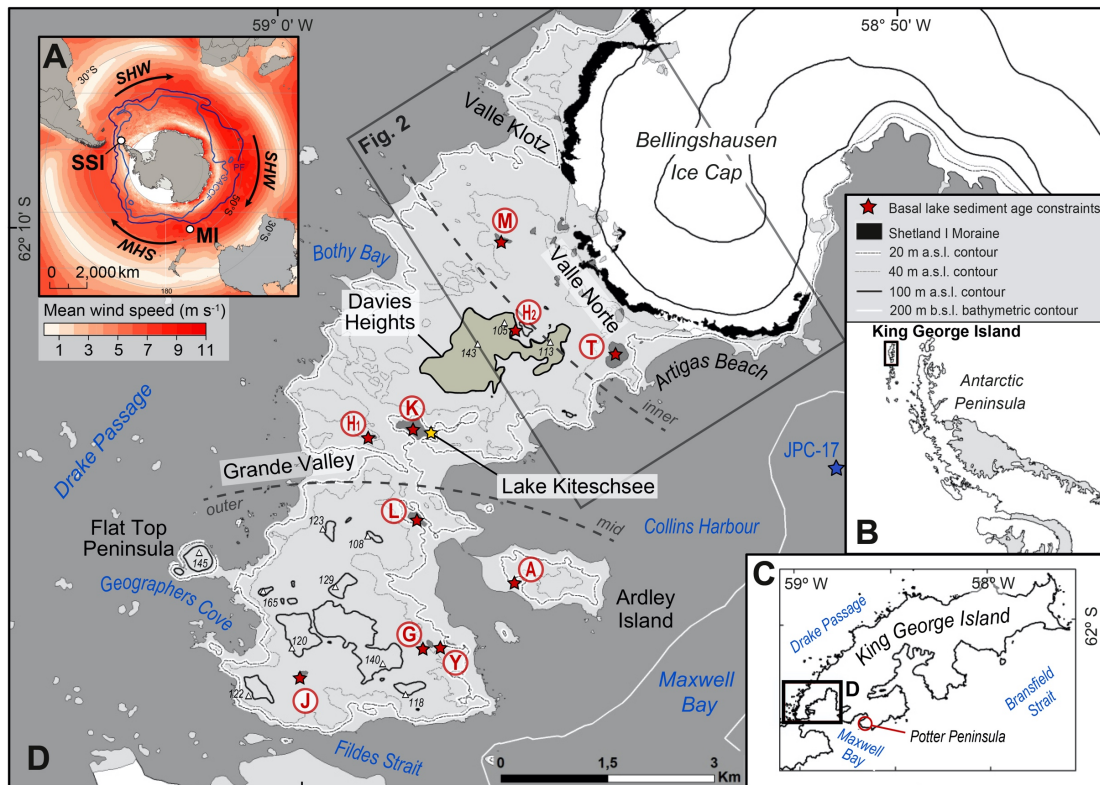 59° 0' W
58° 50' W
62° 10' S
A
30°S
SHW
SSI
SHW
PF
SACCF
50°S
30°S
SHW
MI
0 2,000 km
180
Mean wind speed (m s⁻¹)
1 3 5 7 9 11
Fig. 2
Valle Klotz
Bellingshausen
Ice Cap
M
Bothy Bay
Valle Norte
Davies
Heights
H₂
105
143
113
T
Artigas Beach
inner
K
H₁
Drake Passage
Grande Valley
Lake Kiteschsee
JPC-17
outer
mid
L
Collins Harbour
Flat Top
Peninsula
123
108
145
Geographers Cove
129
165
A
Ardley
Island
120
G
Y
140
122
J
118
Maxwell
Bay
D
Fildes Strait
0 1,5 3
Km
Basal lake sediment age constraints
Shetland I Moraine
20 m a.s.l. contour
40 m a.s.l. contour
100 m a.s.l. contour
200 m b.s.l. bathymetric contour
King George Island
Antarctic
Peninsula
B
C
59° W
58° W
62° S
Drake Passage
King George Island
D
Bransfield
Strait
Maxwell
Bay
Potter Peninsula